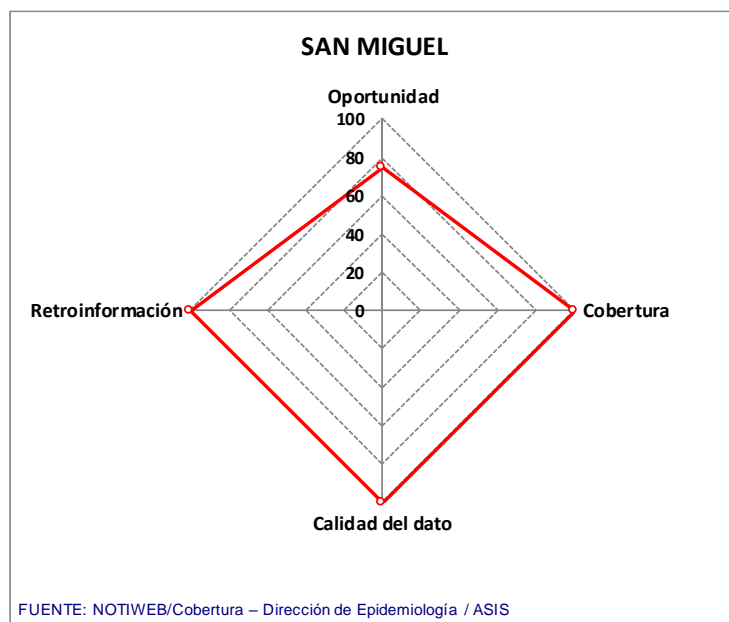 SAN MIGUEL
Oportunidad
100
80
60
40
20
0
Retroinformación
Cobertura
Calidad del dato
FUENTE: NOTIWEB/Cobertura – Dirección de Epidemiología / ASIS